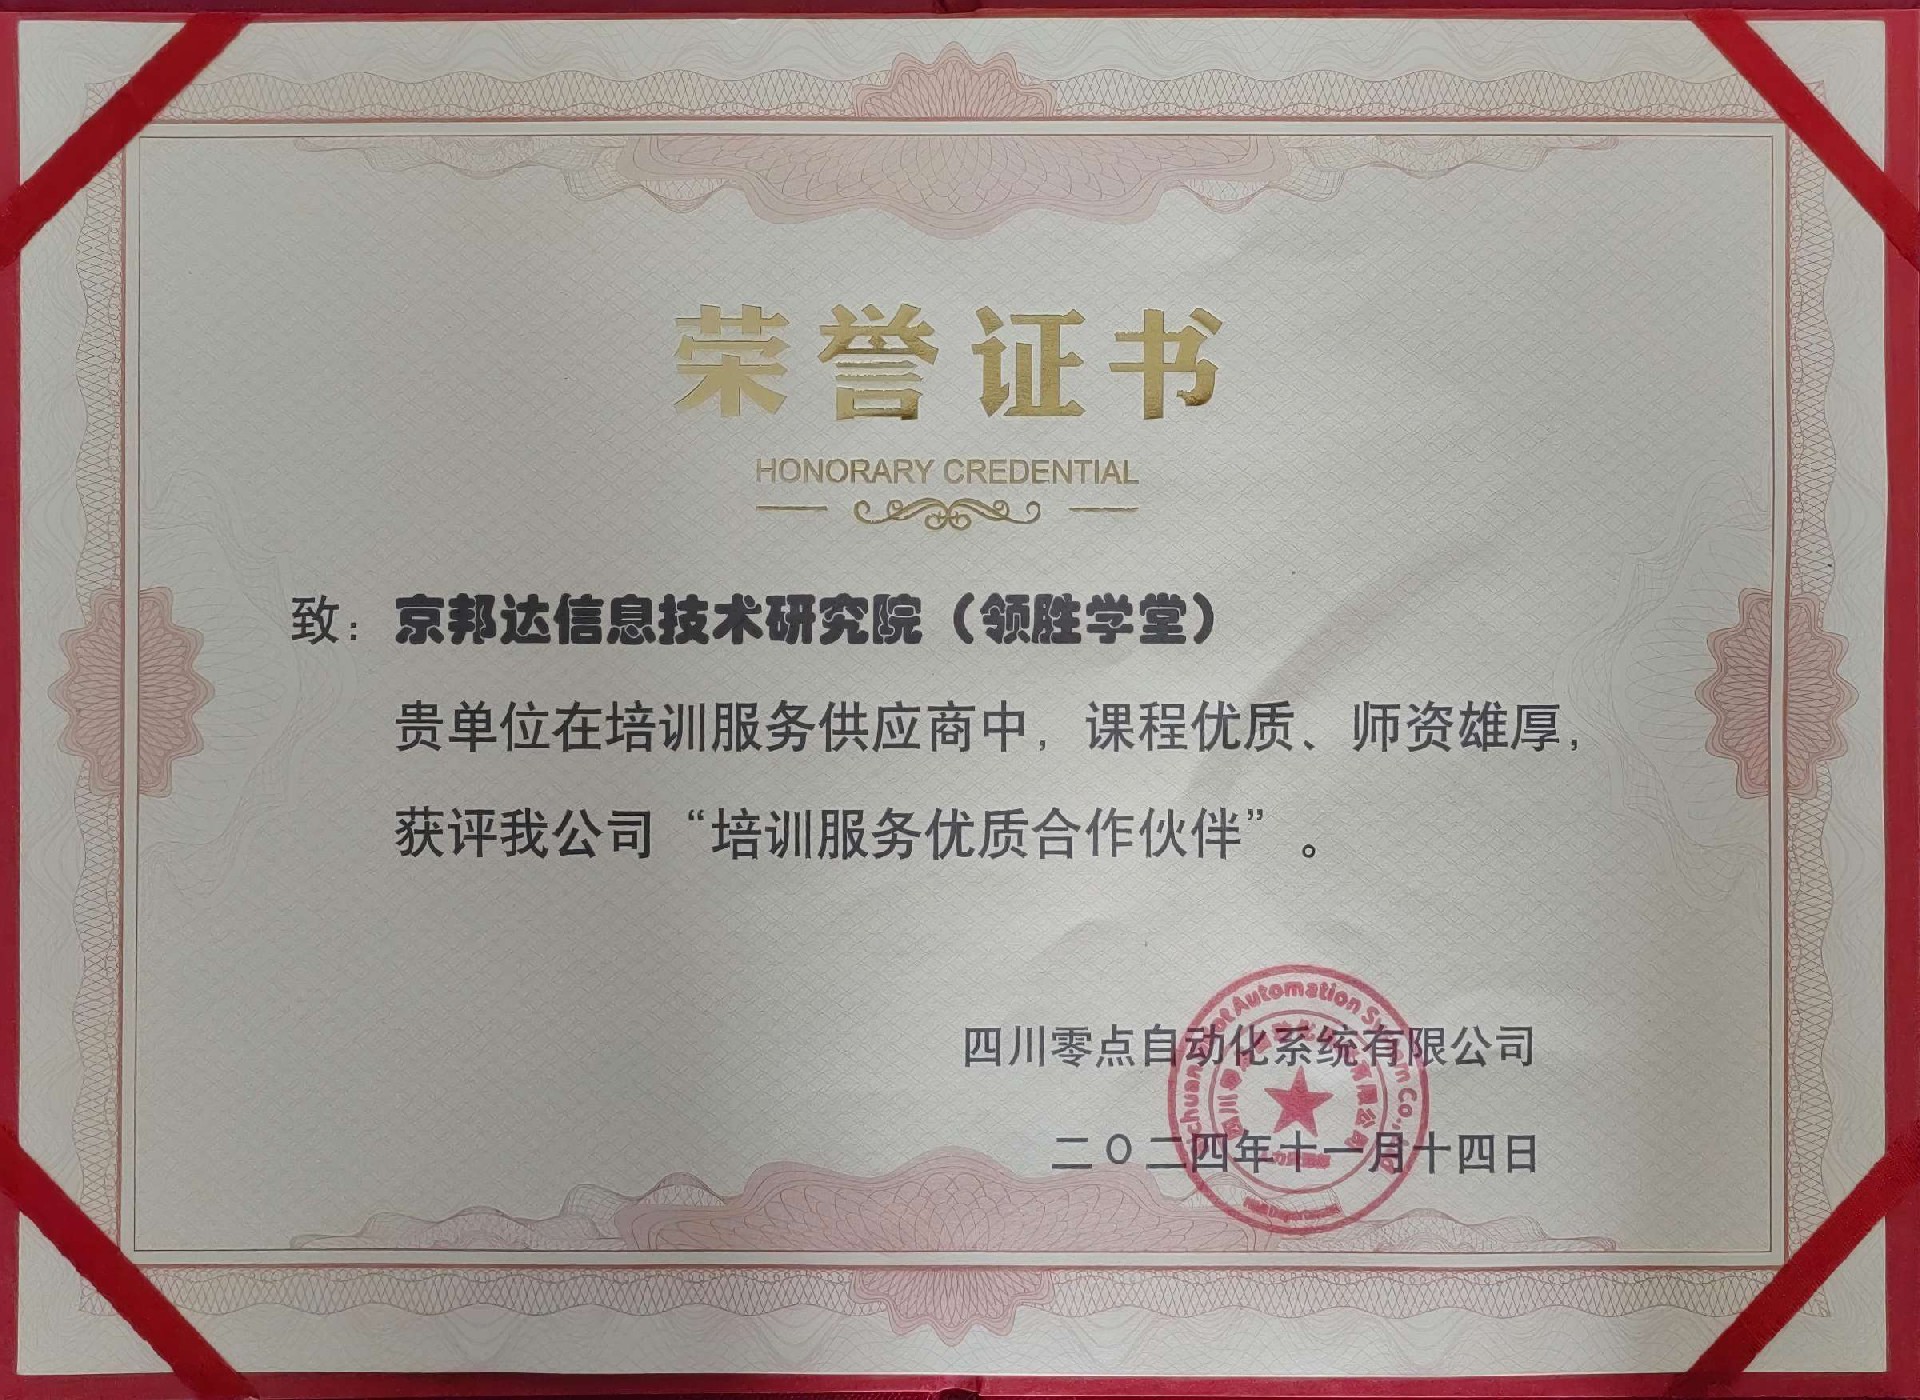 荣誉证书
HONORARY CREDENTIAL
致：京邦达信息技术研究院（领胜学堂）
贵单位在培训服务供应商中，课程优质、师资雄厚，
获评我公司“培训服务优质合作伙伴”。
四川零点自动化系统有限公司
二〇二四年十一月十四日
Automation System Co.,